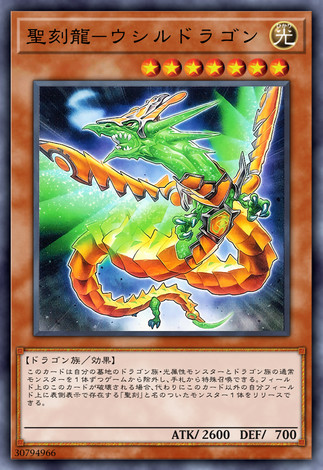 聖刻龍-ウシルドラゴン
光
【ドラゴン族/効果】
このカードは自分の墓地のドラゴン族・光属性モンスターとドラゴン族の通常
モンスターを1体ずつゲームから除外し、手札から特殊召喚できる。フィール
ド上のこのカードが破壊される場合、代わりにこのカード以外の自分フィールド
上に表側表示で存在する「聖刻」と名のついたモンスター1体をリリースで
きる。
ATK/ 2600 DEF/ 700
30794966